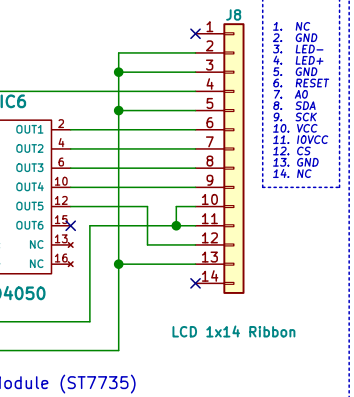 J8
1
2
3
4
5
6
7
8
9
10
11
12
13
14
1. NC
2. GND
3. LED-
4. LED+
5. GND
6. RESET
7. A0
8. SDA
9. SCK
10. VCC
11. IOVCC
12. CS
13. GND
14. NC
IC6
OUT1 2
OUT2 4
OUT3 6
OUT4 10
OUT5 12
OUT6 15
NC 13
NC 16
4050
LCD 1x14 Ribbon
odule (ST7735)